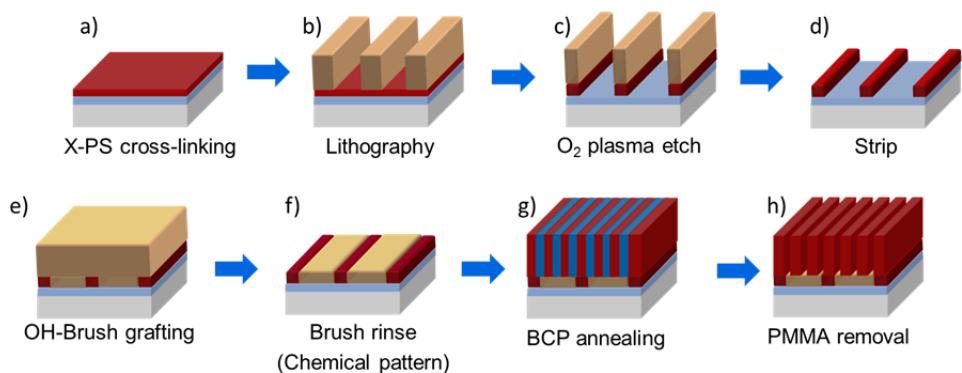 a)
b)
c)
d)
X-PS cross-linking
Lithography
O₂ plasma etch
Strip
e)
f)
g)
h)
OH-Brush grafting
Brush rinse
(Chemical pattern)
BCP annealing
PMMA removal